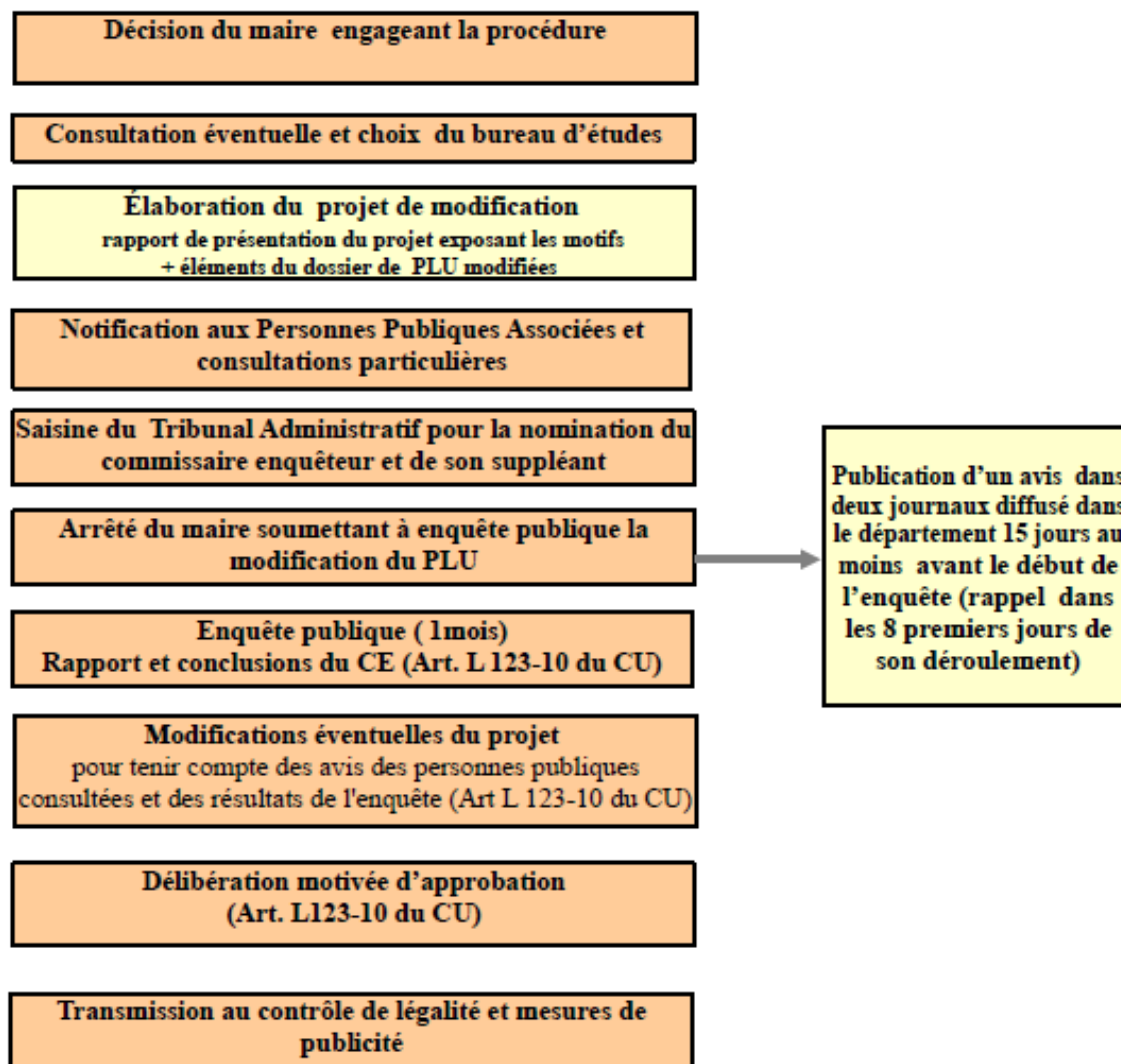 Décision du maire engageant la procédure
Consultation éventuelle et choix du bureau d'études
Élaboration du projet de modification
rapport de présentation du projet exposant les motifs
+ éléments du dossier de PLU modifiées
Notification aux Personnes Publiques Associées et
consultations particulières
Saisine du Tribunal Administratif pour la nomination du
commissaire enquêteur et de son suppléant
Arrêté du maire soumettant à enquête publique la
modification du PLU
Publication d'un avis dans
deux journaux diffusé dans
le département 15 jours au
moins avant le début de
l'enquête (rappel dans
les 8 premiers jours de
son déroulement)
Enquête publique ( 1mois)
Rapport et conclusions du CE (Art. L 123-10 du CU)
Modifications éventuelles du projet
pour tenir compte des avis des personnes publiques
consultées et des résultats de l'enquête (Art L 123-10 du CU)
Délibération motivée d'approbation
(Art. L123-10 du CU)
Transmission au contrôle de légalité et mesures de
publicité